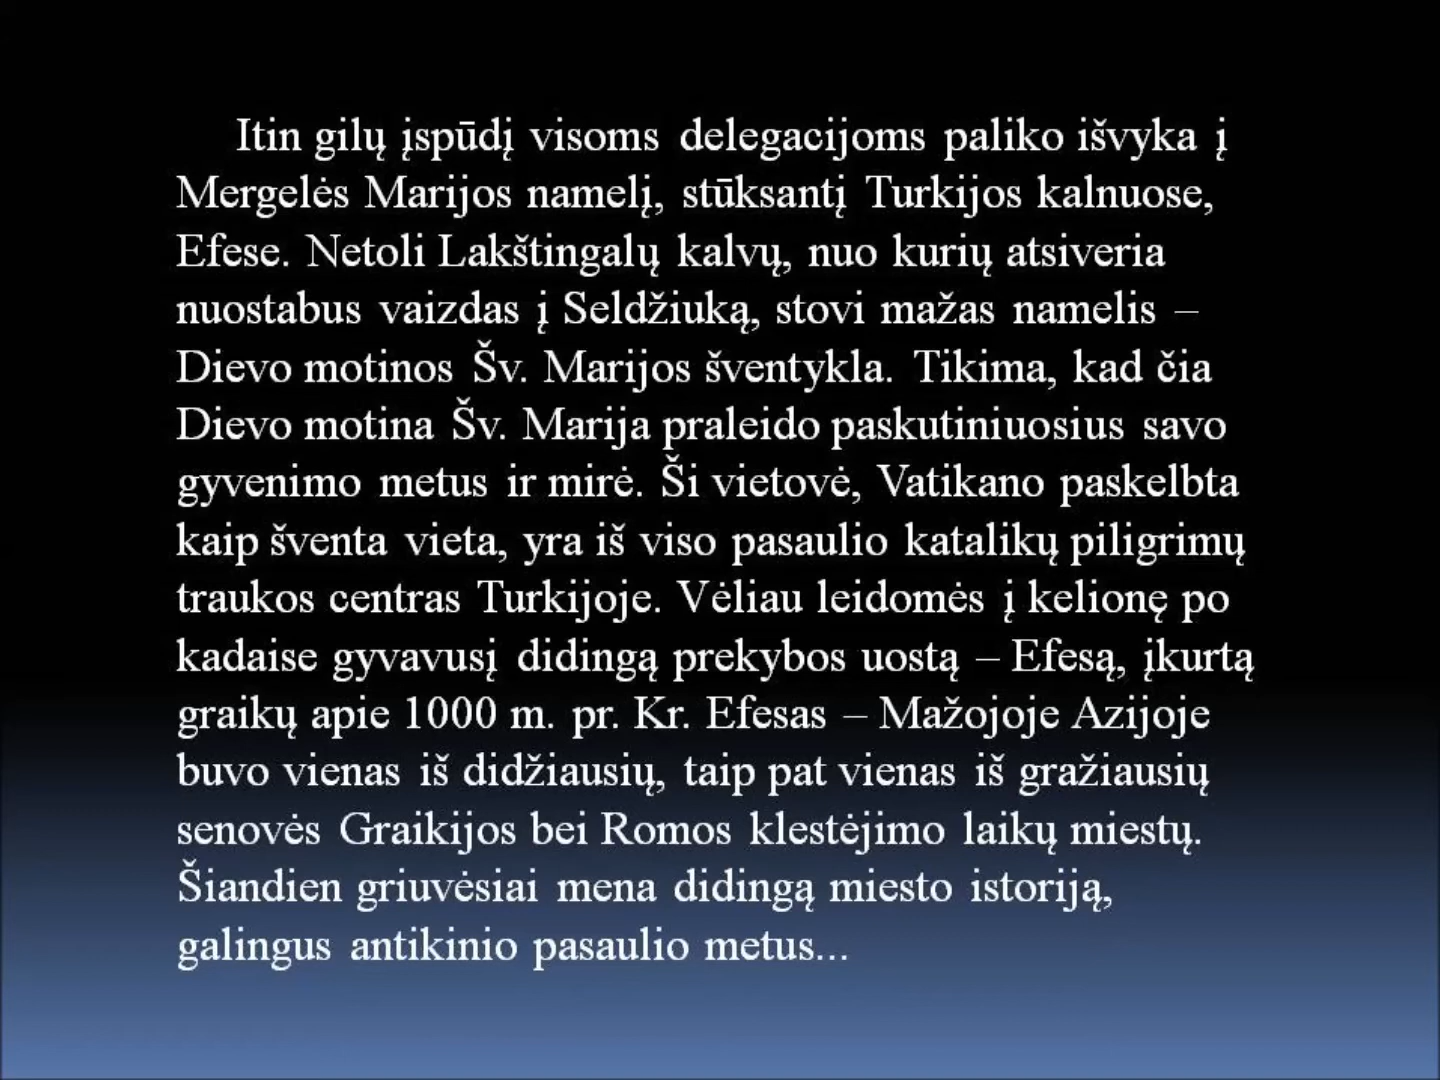 Itin gilų įspūdį visoms delegacijoms paliko išvyka į
Mergelės Marijos namelį, stūksantį Turkijos kalnuose,
Efese. Netoli Lakštingalų kalvų, nuo kurių atsiveria
nuostabus vaizdas į Seldžiuką, stovi mažas namelis –
Dievo motinos Šv. Marijos šventykla. Tikima, kad čia
Dievo motina Šv. Marija praleido paskutiniuosius savo
gyvenimo metus ir mirė. Ši vietovė, Vatikano paskelbta
kaip šventa vieta, yra iš viso pasaulio katalikų piligrimų
traukos centras Turkijoje. Vėliau leidomės į kelionę po
kadaise gyvavusį didingą prekybos uostą – Efesą, įkurtą
graikų apie 1000 m. pr. Kr. Efesas – Mažojoje Azijoje
buvo vienas iš didžiausių, taip pat vienas iš gražiausių
senovės Graikijos bei Romos klestėjimo laikų miestų.
Šiandien griuvėsiai mena didingą miesto istoriją,
galingus antikinio pasaulio metus...